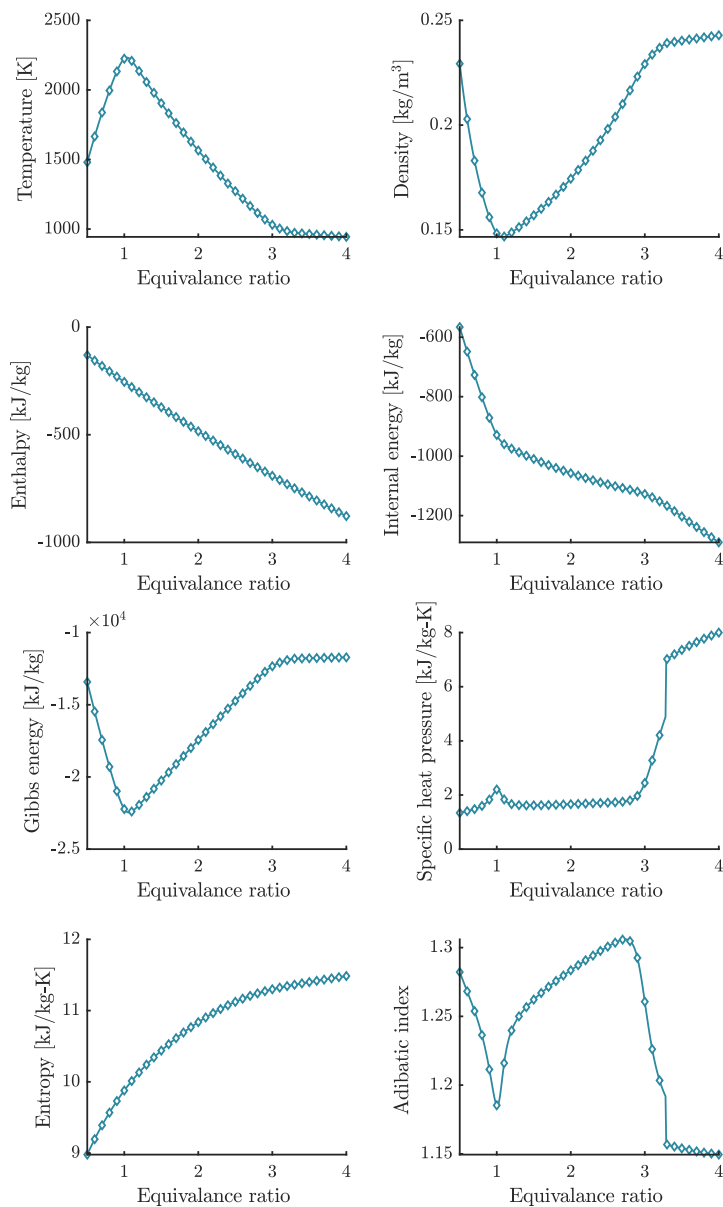 2500
2000
1500
1000
Temperature [K]
1 2 3 4
Equivalance ratio
0.25
0.2
0.15
Density [kg/m³]
1 2 3 4
Equivalance ratio
0
-500
-1000
Enthalpy [kJ/kg]
1 2 3 4
Equivalance ratio
-600
-800
-1000
-1200
Internal energy [kJ/kg]
1 2 3 4
Equivalance ratio
×10⁴
-1
-1.5
-2
-2.5
Gibbs energy [kJ/kg]
1 2 3 4
Equivalance ratio
8
6
4
2
0
Specific heat pressure [kJ/kg-K]
1 2 3 4
Equivalance ratio
12
11
10
9
Entropy [kJ/kg-K]
1 2 3 4
Equivalance ratio
1.3
1.25
1.2
1.15
Adibatic index
1 2 3 4
Equivalance ratio